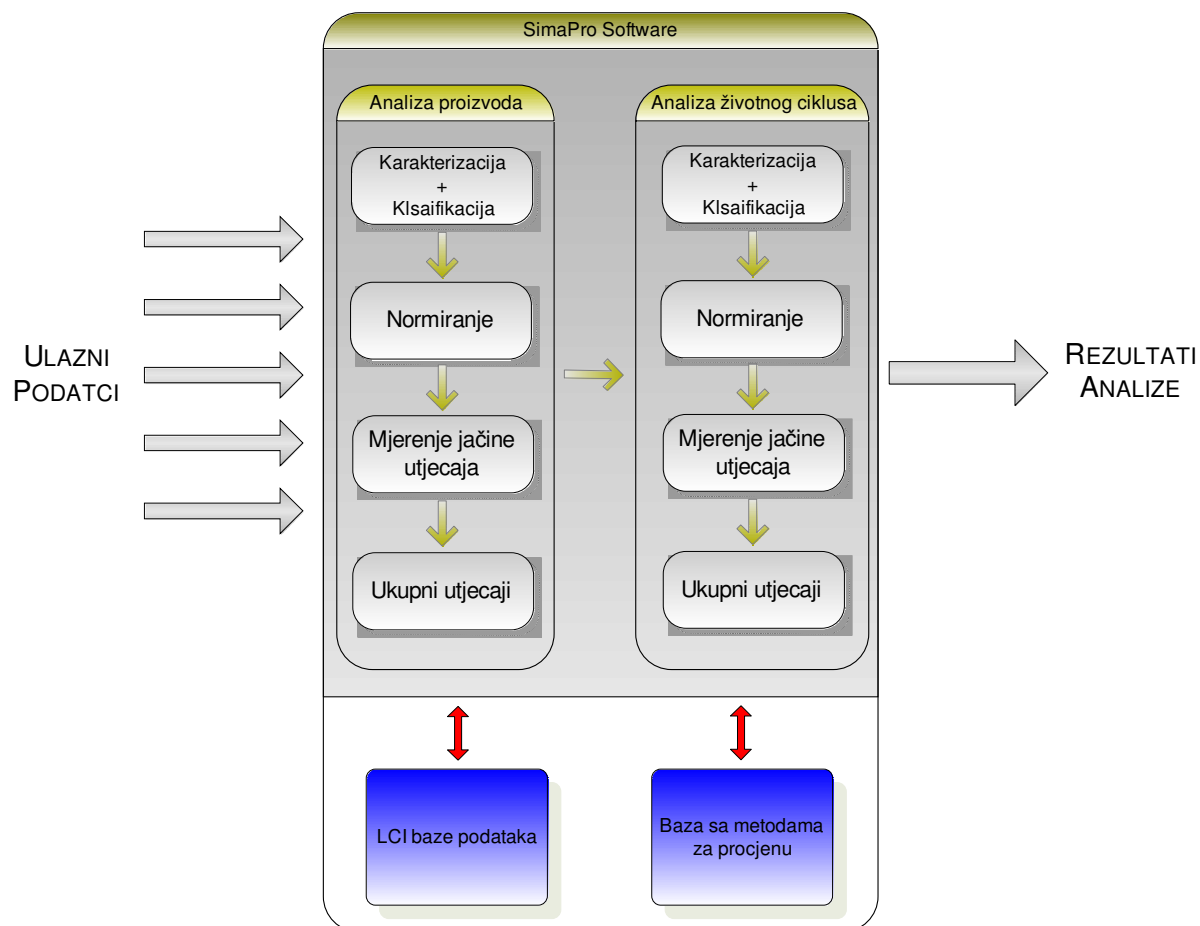 SimaPro Software
Analiza proizvoda
Karakterizacija
+
Klsaifikacija
Normiranje
Mjerenje jačine
utjecaja
Ukupni utjecaji
Analiza životnog ciklusa
Karakterizacija
+
Klsaifikacija
Normiranje
Mjerenje jačine
utjecaja
Ukupni utjecaji
ULAZNI
PODATCI
REZULTATI
ANALIZE
LCI baze podataka
Baza sa metodama
za procjenu